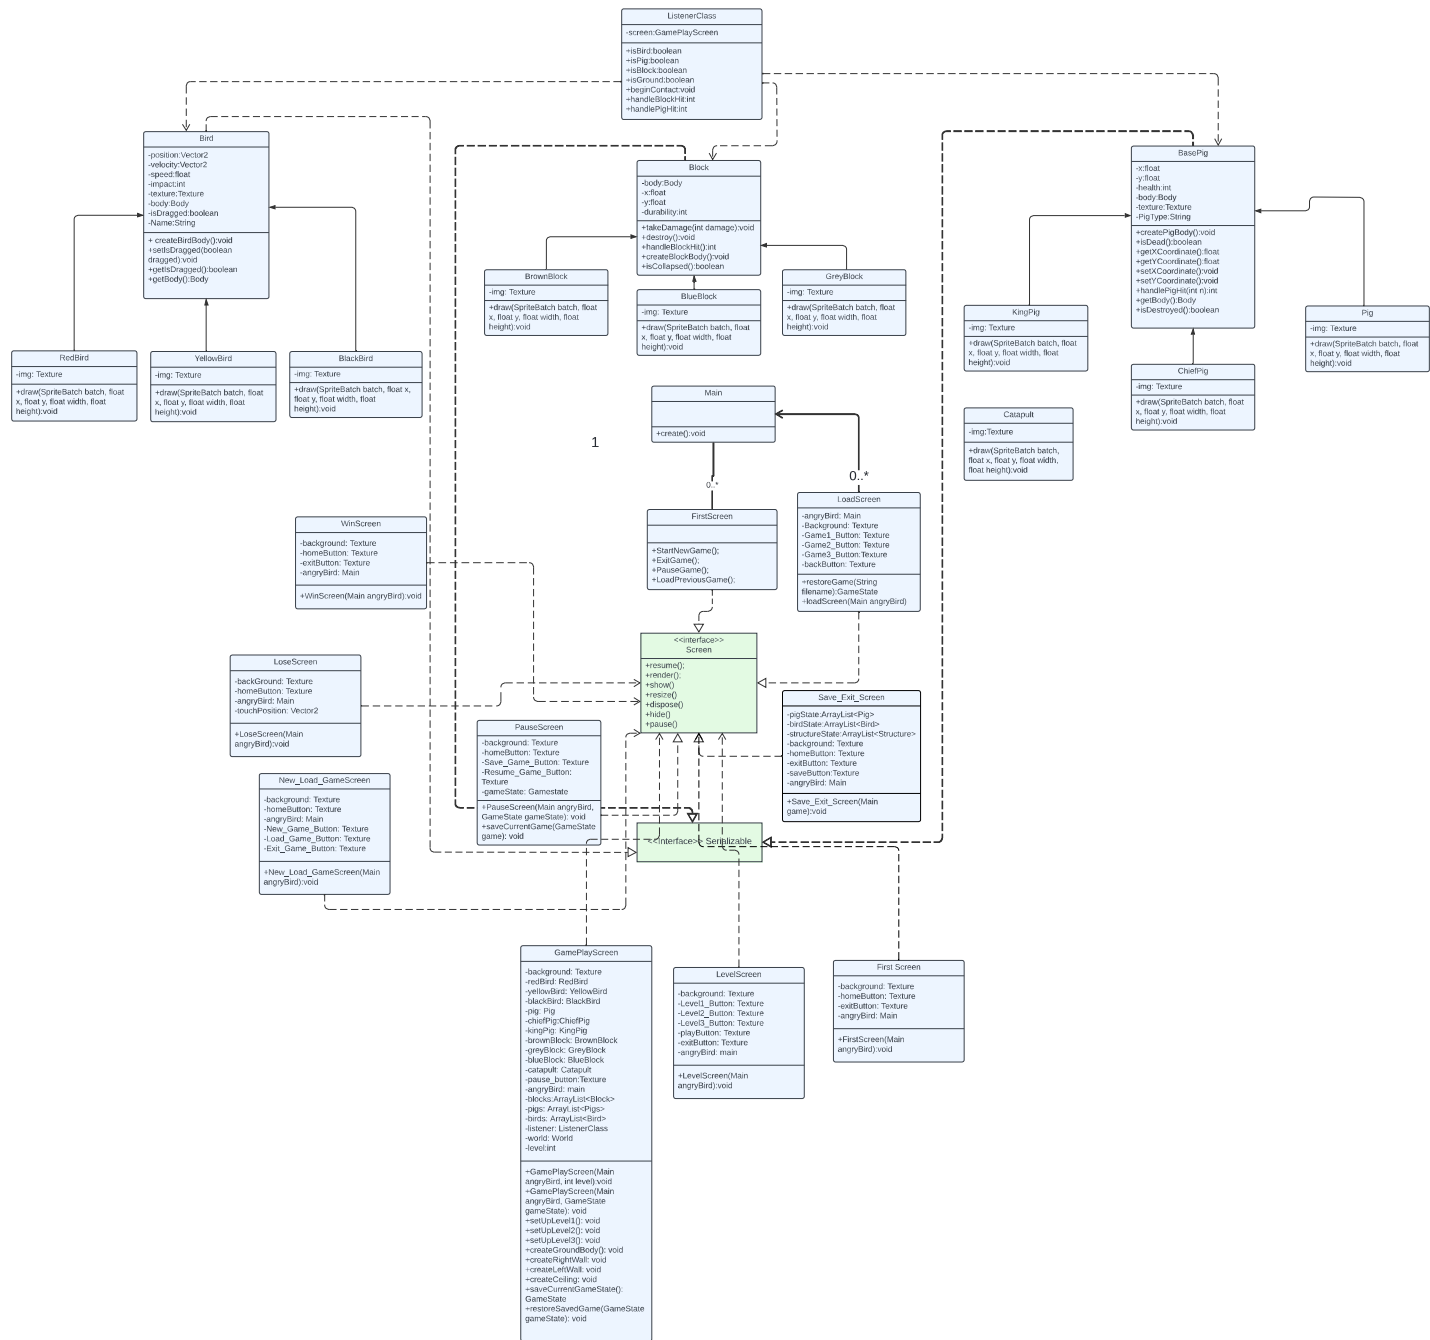 ListenerClass
-screen:GamePlayScreen
+isBird:boolean
+isPig:boolean
+isBlock:boolean
+isGround:boolean
+beginContact:void
+handleBlockHit:int
+handlePigHit:int
Bird
-position:Vector2
-velocity:Vector2
-speed:float
-impact:int
-texture:Texture
-body:Body
-isDragged:boolean
-Name:String
+ createBirdBody():void
+setIsDragged(boolean
dragged):void
+getIsDragged():boolean
+getBody():Body
Block
-body:Body
-x:float
-y:float
-durability:int
+takeDamage(int damage):void
+destroy():void
+handleBlockHit():int
+createBlockBody():void
+isCollapsed():boolean
BasePig
-x:float
-y:float
-health:int
-body:Body
-texture:Texture
-PigType:String
+createPigBody():void
+isDead():boolean
+getXCoordinate():float
+getYCoordinate():float
+setXCoordinate():void
+setYCoordinate():void
+handlePigHit(int n):int
+getBody():Body
+isDestroyed():boolean
BrownBlock
-img: Texture
+draw(SpriteBatch batch, float
x, float y, float width, float
height):void
BlueBlock
-img: Texture
+draw(SpriteBatch batch, float
x, float y, float width, float
height):void
GreyBlock
-img: Texture
+draw(SpriteBatch batch, float
x, float y, float width, float
height):void
KingPig
-img: Texture
+draw(SpriteBatch batch, float
x, float y, float width, float
height):void
Pig
-img: Texture
+draw(SpriteBatch batch, float
x, float y, float width, float
height):void
RedBird
-img: Texture
+draw(SpriteBatch batch, float
x, float y, float width, float
height):void
YellowBird
-img: Texture
+draw(SpriteBatch batch, float
x, float y, float width, float
height):void
BlackBird
-img: Texture
+draw(SpriteBatch batch, float x,
float y, float width, float
height):void
ChiefPig
-img: Texture
+draw(SpriteBatch batch, float
x, float y, float width, float
height):void
Main
+create():void
1
Catapult
-img:Texture
+draw(SpriteBatch batch,
float x, float y, float width,
float height):void
0..*
0..*
FirstScreen
+StartNewGame();
+ExitGame();
+PauseGame();
+LoadPreviousGame();
LoadScreen
-angryBird: Main
-Background: Texture
-Game1_Button: Texture
-Game2_Button: Texture
-Game3_Button:Texture
-backButton: Texture
+restoreGame(String
filename):GameState
+loadScreen(Main angryBird)
WinScreen
-background: Texture
-homeButton: Texture
-exitButton: Texture
-angryBird: Main
+WinScreen(Main angryBird):void
<<interface>>
Screen
+resume();
+render();
+show()
+resize()
+dispose()
+hide()
+pause()
LoseScreen
-backGround: Texture
-homeButton: Texture
-angryBird: Main
-touchPosition: Vector2
+LoseScreen(Main
angryBird):void
Save_Exit_Screen
-pigState:ArrayList<Pig>
-birdState:ArrayList<Bird>
-structureState:ArrayList<Structure>
-background: Texture
-homeButton: Texture
-exitButton: Texture
-saveButton:Texture
-angryBird: Main
+Save_Exit_Screen(Main
game):void
PauseScreen
-background: Texture
-homeButton: Texture
-Save_Game_Button: Texture
-Resume_Game_Button:
Texture
-gameState: Gamestate
+PauseScreen(Main angryBird,
GameState gameState): void
+saveCurrentGame(GameState
game): void
New_Load_GameScreen
-background: Texture
-homeButton: Texture
-angryBird: Main
-New_Game_Button: Texture
-Load_Game_Button: Texture
-Exit_Game_Button: Texture
+New_Load_GameScreen(Main
angryBird):void
<<interface>> Serializable
GamePlayScreen
-background: Texture
-redBird: RedBird
-yellowBird: YellowBird
-blackBird: BlackBird
-pig: Pig
-chiefPig:ChiefPig
-kingPig: KingPig
-brownBlock: BrownBlock
-greyBlock: GreyBlock
-blueBlock: BlueBlock
-catapult: Catapult
-pause_button:Texture
-angryBird: main
-blocks:ArrayList<Block>
-pigs: ArrayList<Pigs>
-birds: ArrayList<Bird>
-listener: ListenerClass
-world: World
-level:int
+GamePlayScreen(Main
angryBird, int level):void
+GamePlayScreen(Main
angryBird, GameState
gameState): void
+setUpLevel1(): void
+setUpLevel2(): void
+setUpLevel3(): void
+createGroundBody(): void
+createRightWall: void
+createLeftWall: void
+createCeiling: void
+saveCurrentGameState():
GameState
+restoreSavedGame(GameState
gameState): void
LevelScreen
-background: Texture
-Level1_Button: Texture
-Level2_Button: Texture
-Level3_Button: Texture
-playButton: Texture
-exitButton: Texture
-angryBird: main
+LevelScreen(Main
angryBird):void
First Screen
-background: Texture
-homeButton: Texture
-exitButton: Texture
-angryBird: Main
+FirstScreen(Main
angryBird):void